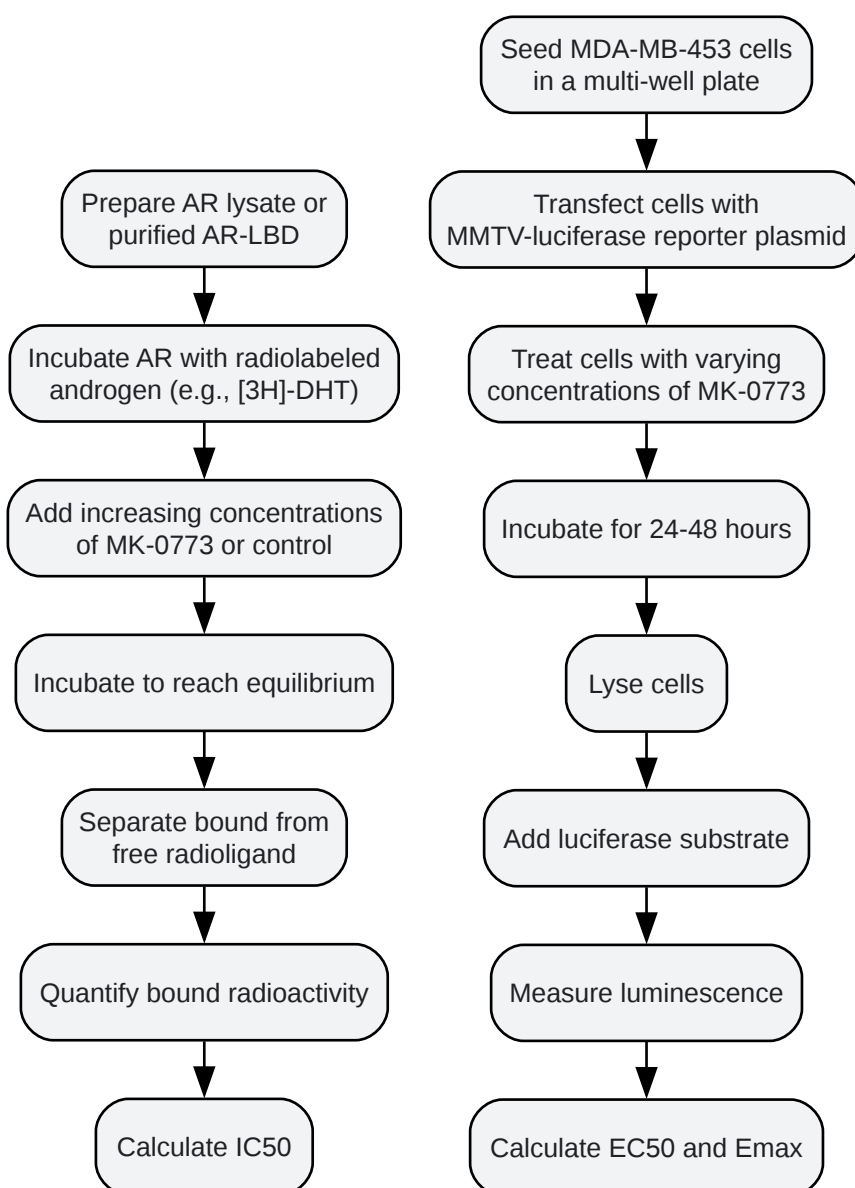 Prepare AR lysate or
purified AR-LBD
Incubate AR with radiolabeled
androgen (e.g., [3H]-DHT)
Add increasing concentrations
of MK-0773 or control
Incubate to reach equilibrium
Separate bound from
free radioligand
Quantify bound radioactivity
Calculate IC50
Seed MDA-MB-453 cells
in a multi-well plate
Transfect cells with
MMTV-luciferase reporter plasmid
Treat cells with varying
concentrations of MK-0773
Incubate for 24-48 hours
Lyse cells
Add luciferase substrate
Measure luminescence
Calculate EC50 and Emax